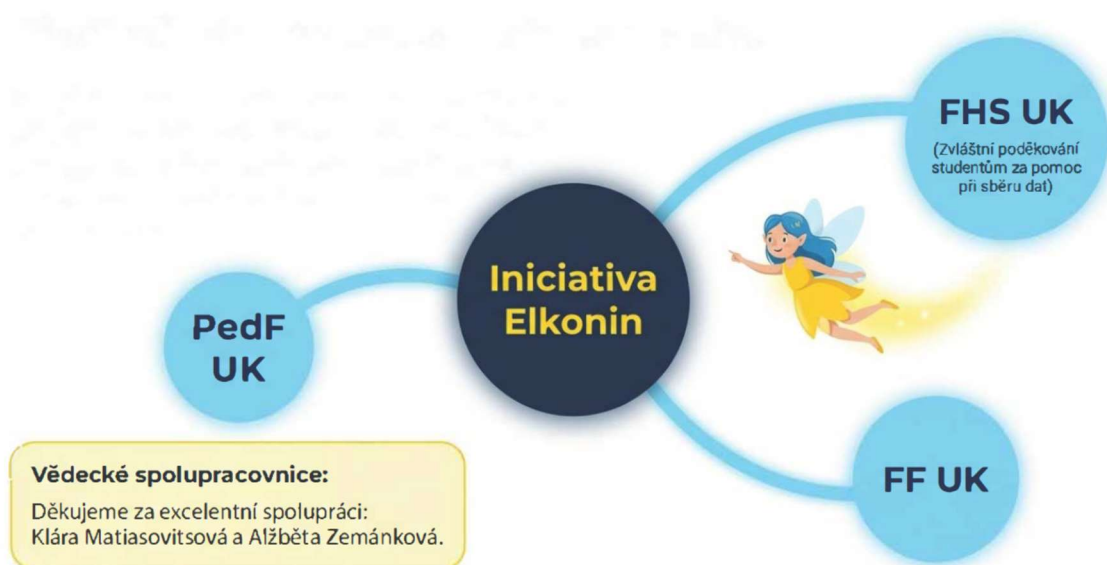 FHS UK
(Zvláštní poděkování
studentům za pomoc
při sběru dat)
Iniciativa
Elkonin
PedF
UK
FF UK
Vědecké spolupracovnice:
Děkujeme za excelentní spolupráci:
Klára Matiasovitsová a Alžběta Zemánková.